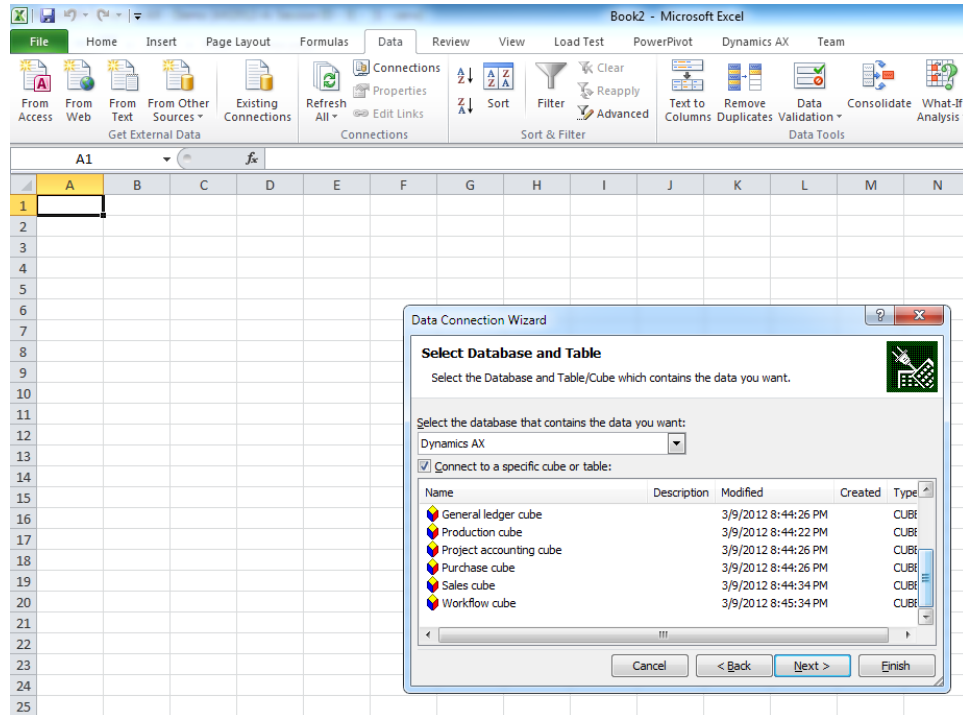 Book2 - Microsoft Excel
File Home Insert Page Layout Formulas Data Review View Load Test PowerPivot Dynamics AX Team
From Access
From Web
From Text
From Other Sources
Existing Connections
Get External Data
Refresh All
Connections
Properties
Edit Links
Connections
Sort
Filter
Clear
Reapply
Advanced
Sort & Filter
Text to Columns
Remove Duplicates
Data Validation
Consolidate
What-If Analysis
Data Tools
A1 fx
A B C D E F G H I J K L M N
1
2
3
4
5
6
7
8
9
10
11
12
13
14
15
16
17
18
19
20
21
22
23
24
25
Data Connection Wizard
Select Database and Table
Select the Database and Table/Cube which contains the data you want.
Select the database that contains the data you want:
Dynamics AX
Connect to a specific cube or table:
Name Description Modified Created Type
General ledger cube 3/9/2012 8:44:26 PM CUBE
Production cube 3/9/2012 8:44:22 PM CUBE
Project accounting cube 3/9/2012 8:44:26 PM CUBE
Purchase cube 3/9/2012 8:44:26 PM CUBE
Sales cube 3/9/2012 8:44:34 PM CUBE
Workflow cube 3/9/2012 8:45:34 PM CUBE
Cancel < Back Next > Finish